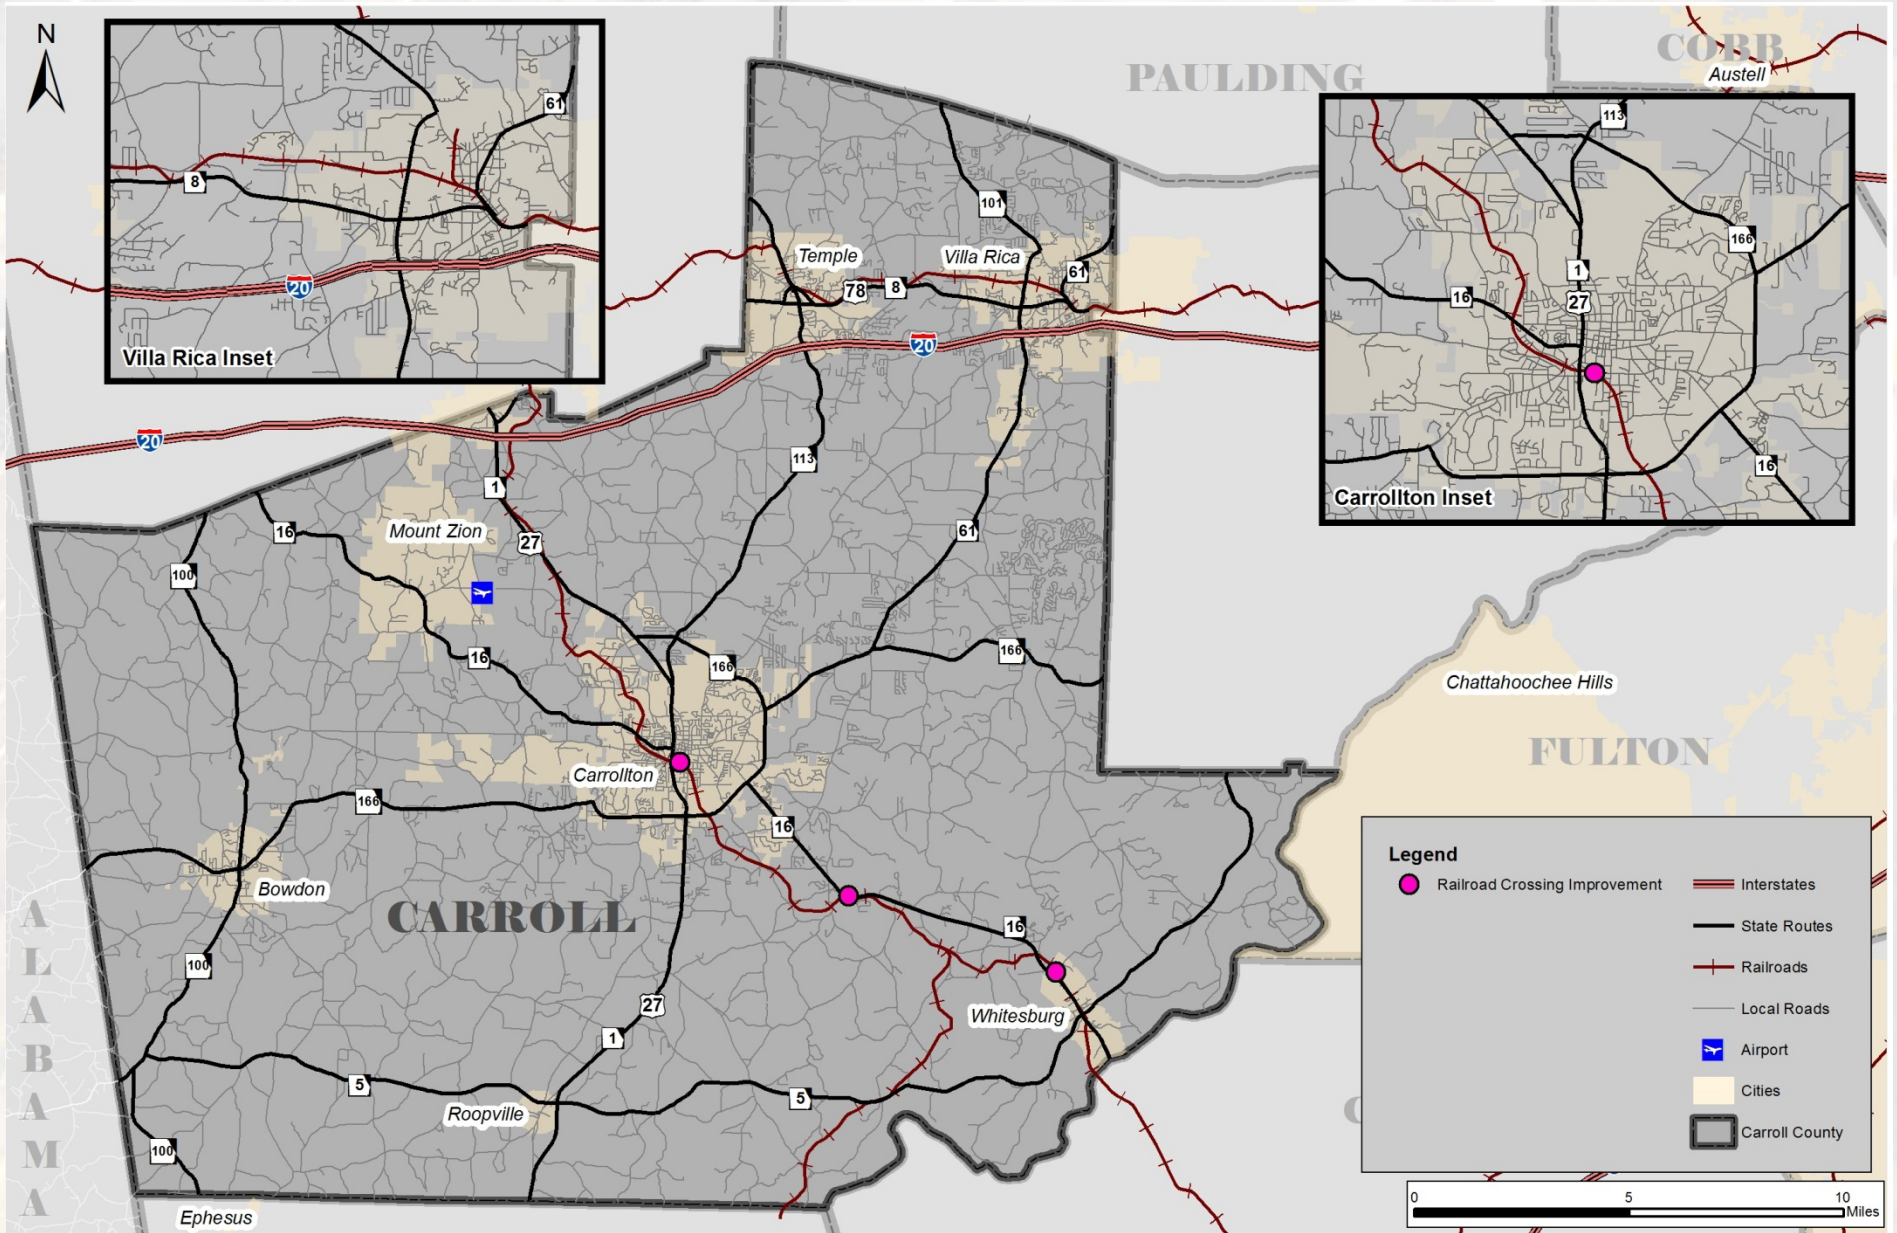 N
61
8
20
Villa Rica Inset
PAULDING
COBB
Austell
113
166
1
27
16
16
Carrollton Inset
101
Temple
Villa Rica
61
78
8
20
20
113
1
16
Mount Zion
27
61
100
16
166
166
Chattahoochee Hills
FULTON
Carrollton
166
16
Bowdon
CARROLL
16
100
27
Whitesburg
1
5
5
Roopville
100
Ephesus
ALABAMA
Legend
Railroad Crossing Improvement
Interstates
State Routes
Railroads
Local Roads
Airport
Cities
Carroll County
0 5 10
Miles